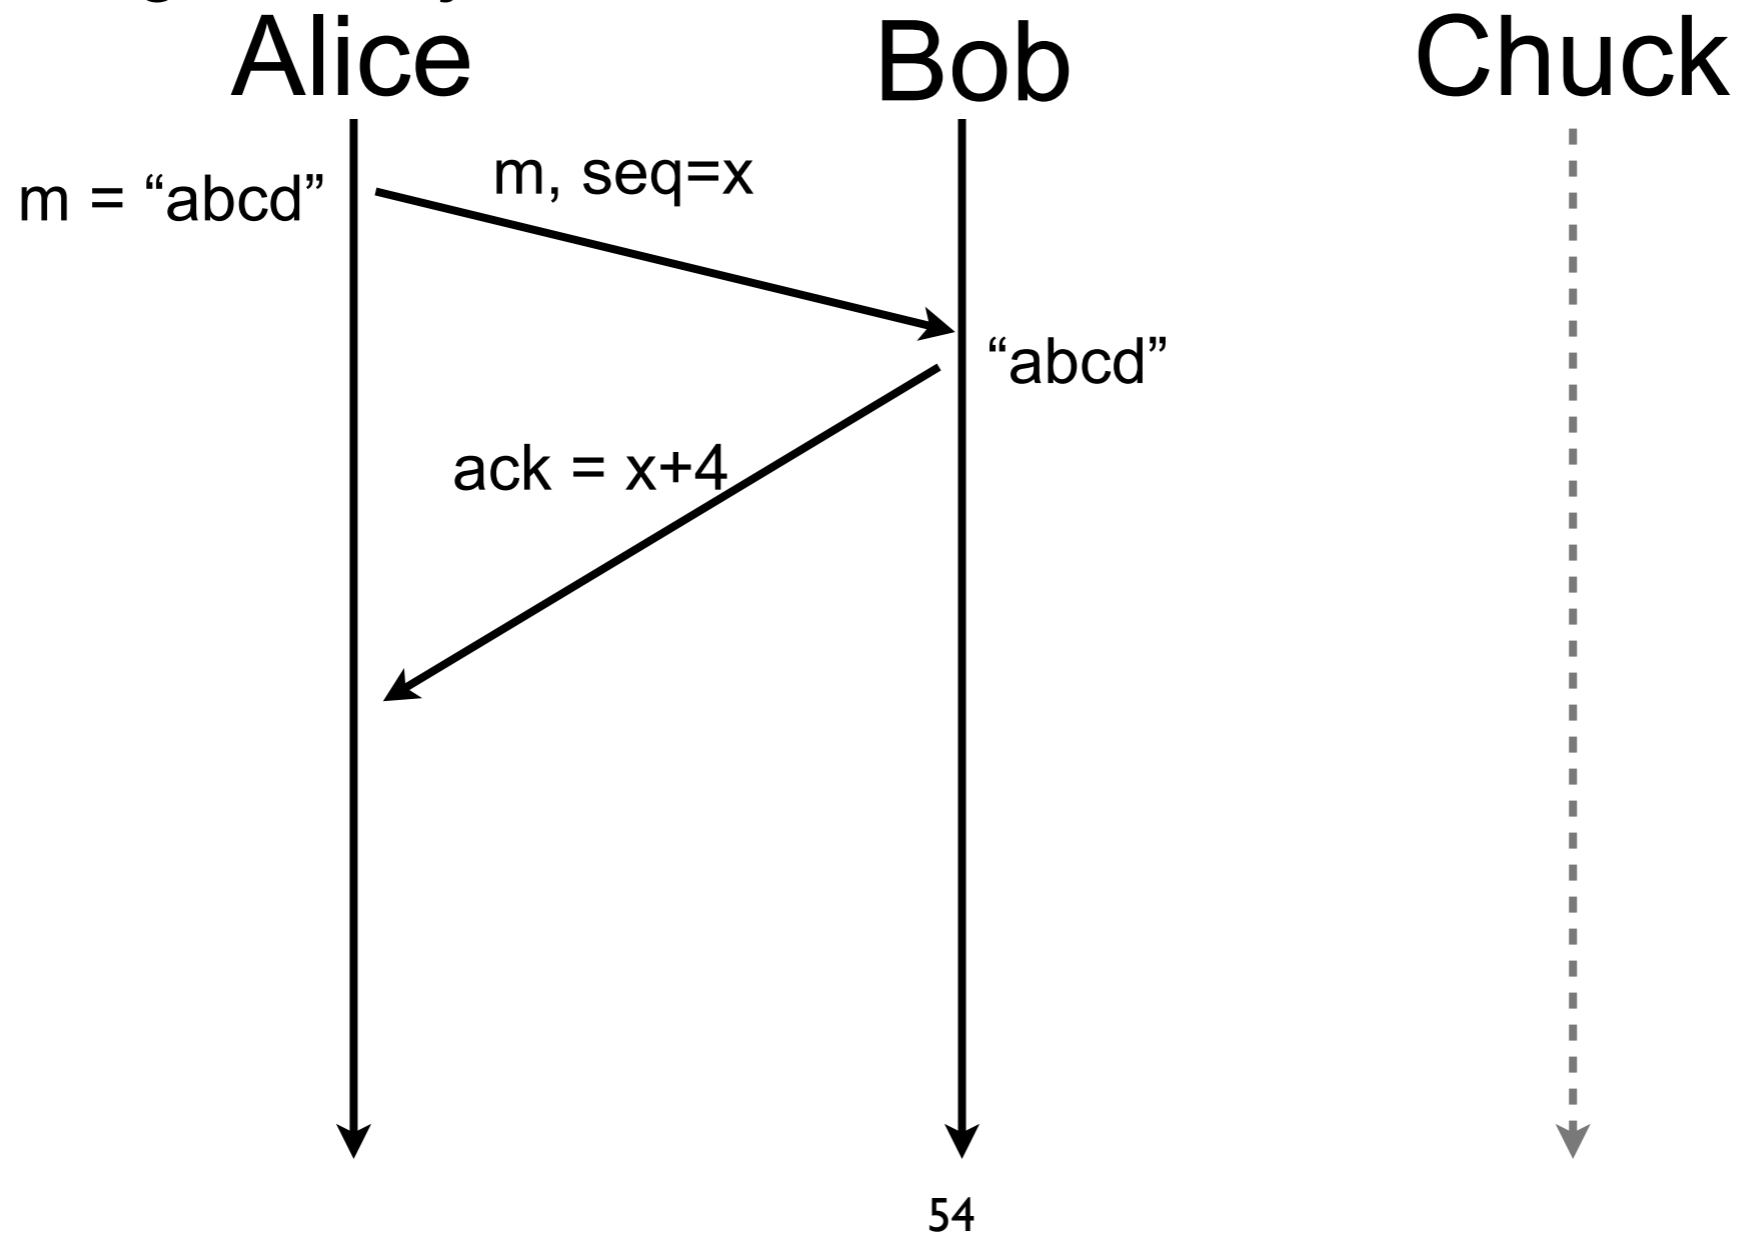 Alice Bob Chuck
m = “abcd”
m, seq=x
“abcd”
ack = x+4
54